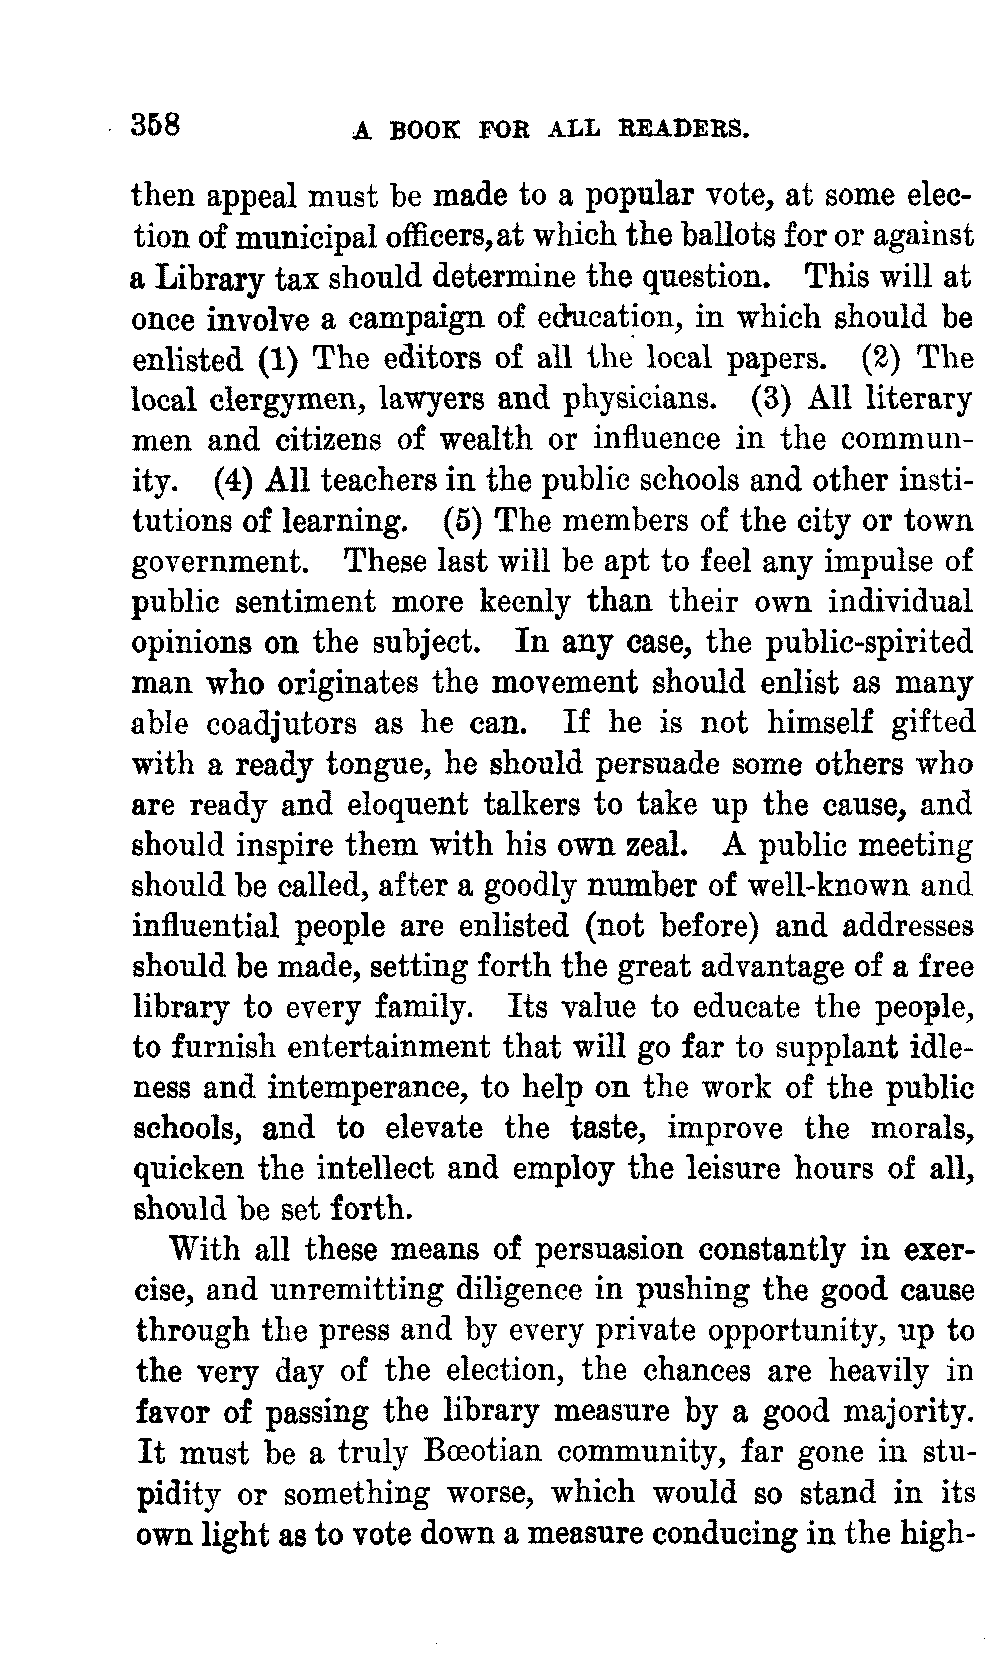 358 A BOOK FOR ALL READERS.
then appeal must be made to a popular vote, at some elec-
tion of municipal officers, at which the ballots for or against
a Library tax should determine the question. This will at
once involve a campaign of education, in which should be
enlisted (1) The editors of all the local papers. (2) The
local clergymen, lawyers and physicians. (3) All literary
men and citizens of wealth or influence in the commun-
ity. (4) All teachers in the public schools and other insti-
tutions of learning. (5) The members of the city or town
government. These last will be apt to feel any impulse of
public sentiment more keenly than their own individual
opinions on the subject. In any case, the public-spirited
man who originates the movement should enlist as many
able coadjutors as he can. If he is not himself gifted
with a ready tongue, he should persuade some others who
are ready and eloquent talkers to take up the cause, and
should inspire them with his own zeal. A public meeting
should be called, after a goodly number of well-known and
influential people are enlisted (not before) and addresses
should be made, setting forth the great advantage of a free
library to every family. Its value to educate the people,
to furnish entertainment that will go far to supplant idle-
ness and intemperance, to help on the work of the public
schools, and to elevate the taste, improve the morals,
quicken the intellect and employ the leisure hours of all,
should be set forth.
With all these means of persuasion constantly in exer-
cise, and unremitting diligence in pushing the good cause
through the press and by every private opportunity, up to
the very day of the election, the chances are heavily in
favor of passing the library measure by a good majority.
It must be a truly Bœotian community, far gone in stu-
pidity or something worse, which would so stand in its
own light as to vote down a measure conducing in the high-